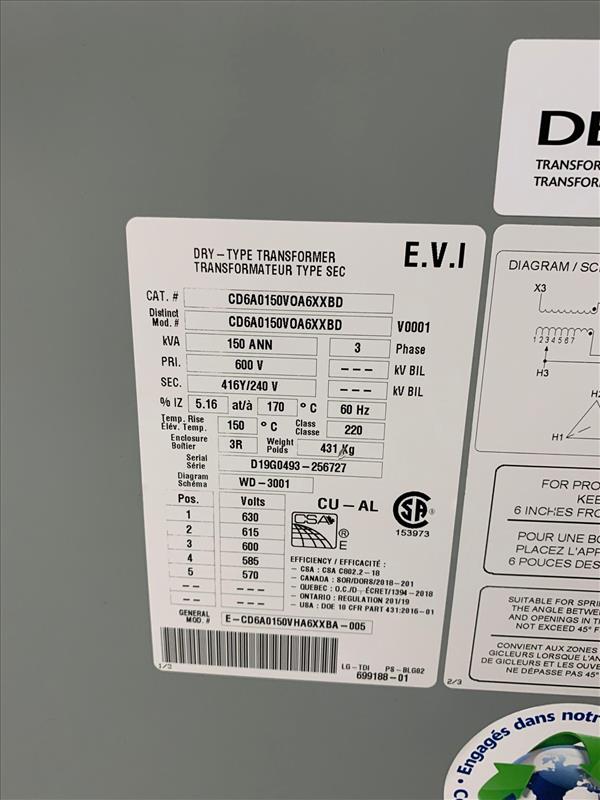 DRY-TYPE TRANSFORMER
TRANSFORMATEUR TYPE SEC
E.V.I
CAT. # CD6A0150VOA6XXBD
Distinct Mod. # CD6A0150VOA6XXBD V0001
kVA 150 ANN 3 Phase
PRI. 600 V --- kV BIL
SEC. 416Y/240 V --- kV BIL
% IZ 5.16 at/à 170 °C 60 Hz
Temp. Rise
Élév. Temp. 150 °C Class
Classe 220
Enclosure
Boîtier 3R Weight
Poids 431 Kg
Serial
Série D19G0493-256727
Diagram
Schéma WD-3001
Pos. Volts
1 630
2 615
3 600
4 585
5 570
-- ---
-- ---
CU-AL
CSA
® E
SA ®
153973
EFFICIENCY / EFFICACITÉ :
- CSA : CSA C802.2-18
- CANADA : SOR/DORS/2018-201
- QUEBEC : O.C./D. ÉCRET/1394-2018
- ONTARIO : REGULATION 201/19
- USA : DOE 10 CFR PART 431:2016-01
GENERAL
MOD. # E-CD6A0150VHA6XXBA-005
1/3
LG-TDI PS-BLG02
699188-01
DE
TRANSFOR
TRANSFOR
DIAGRAM / SC
X3
1 2 3 4 5 6 7
H3
H2
H1
FOR PRO
KEE
6 INCHES FRO
POUR UNE BO
PLACEZ L'APP
6 POUCES DES
SUITABLE FOR SPRI
THE ANGLE BETWEE
AND OPENINGS IN T
NOT EXCEED 45° F
CONVIENT AUX ZONES
GICLEURS LORSQUE L'AN
DE GICLEURS ET LES OUVE
NE DÉPASSE PAS 45°
2/3
Engagés dans notr